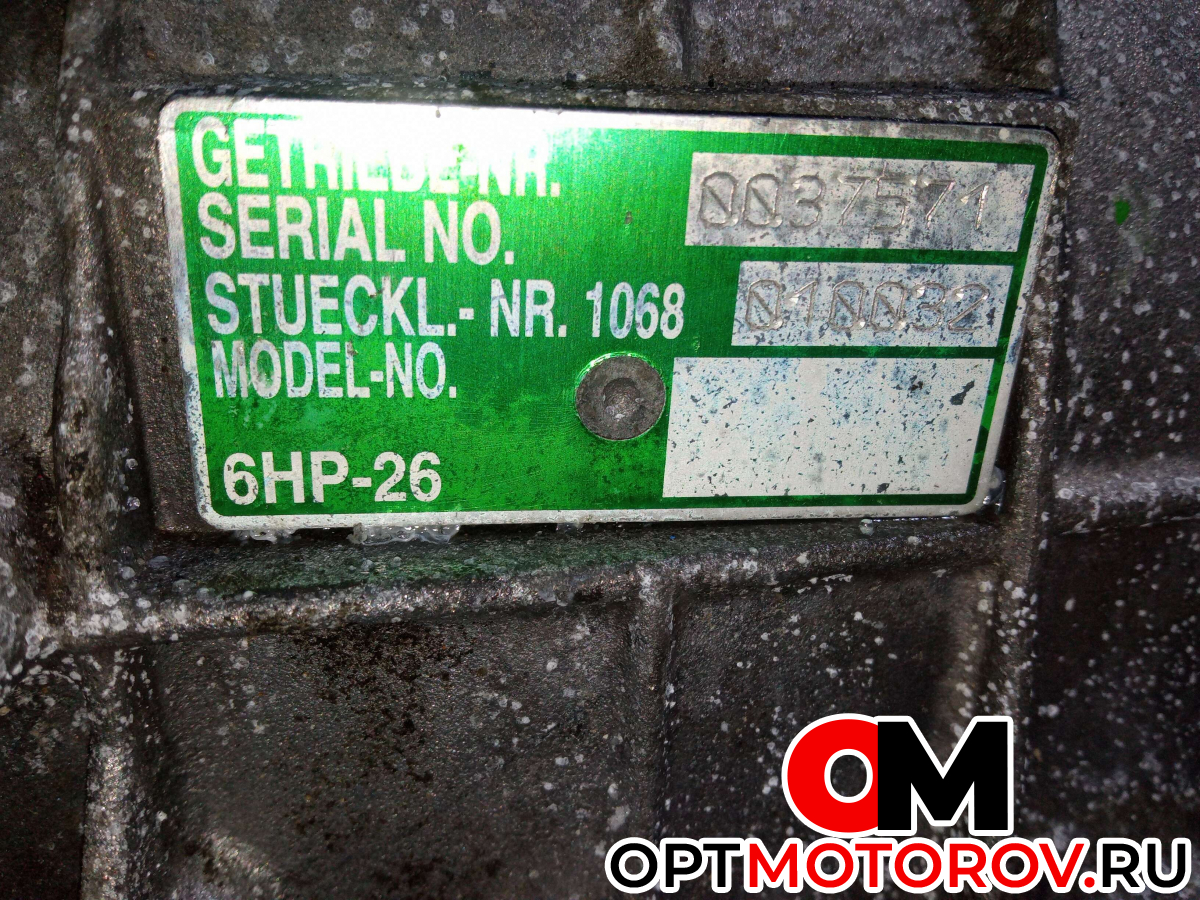 GETRIEBE-NR.
SERIAL NO. 0037571
STUECKL.- NR. 1068 010032
MODEL-NO.
6HP-26
OM
OPTMOTOROV.RU